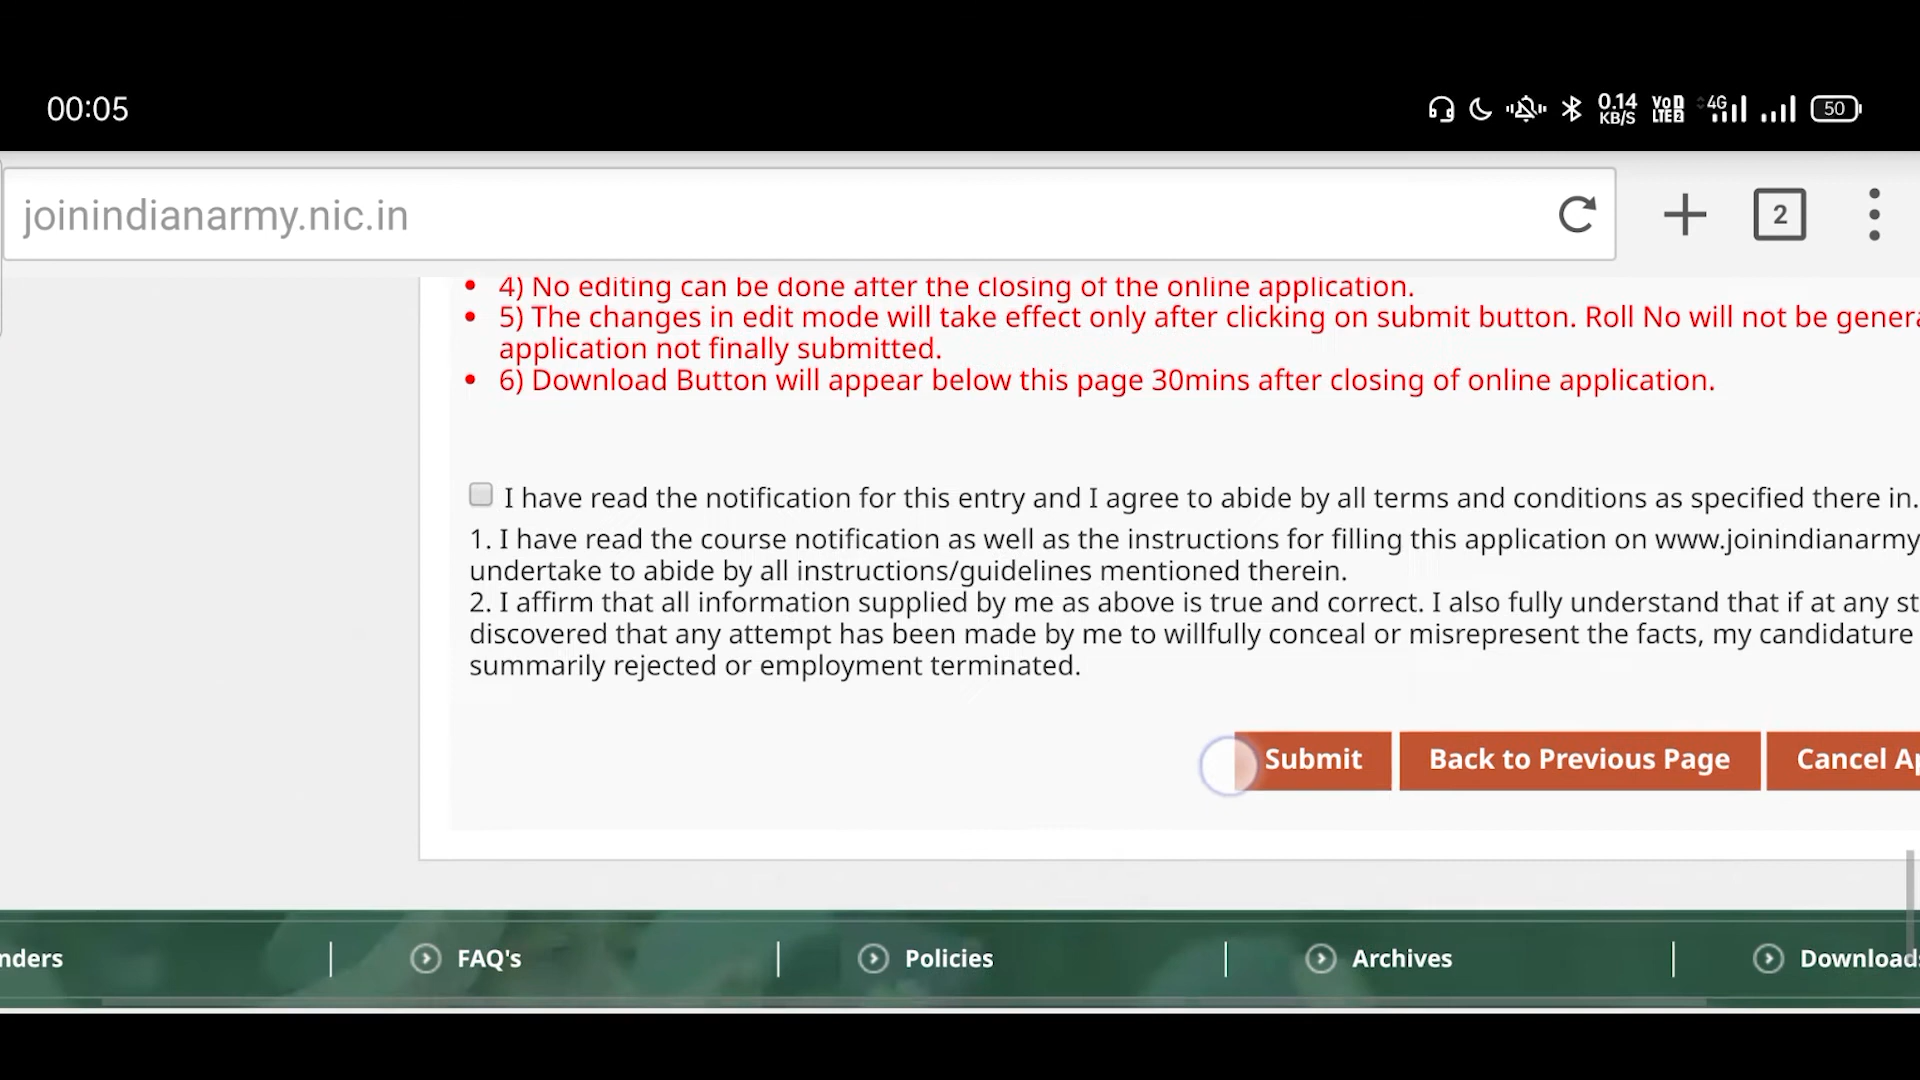 00:05
0.14 KB/S
Vo LTE 2
4G
50
joinindianarmy.nic.in
2
4) No editing can be done after the closing of the online application.
5) The changes in edit mode will take effect only after clicking on submit button. Roll No will not be genera
application not finally submitted.
6) Download Button will appear below this page 30mins after closing of online application.
I have read the notification for this entry and I agree to abide by all terms and conditions as specified there in.
1. I have read the course notification as well as the instructions for filling this application on www.joinindianarmy
undertake to abide by all instructions/guidelines mentioned therein.
2. I affirm that all information supplied by me as above is true and correct. I also fully understand that if at any st
discovered that any attempt has been made by me to willfully conceal or misrepresent the facts, my candidature
summarily rejected or employment terminated.
Submit
Back to Previous Page
Cancel Ap
nders
FAQ's
Policies
Archives
Downloads